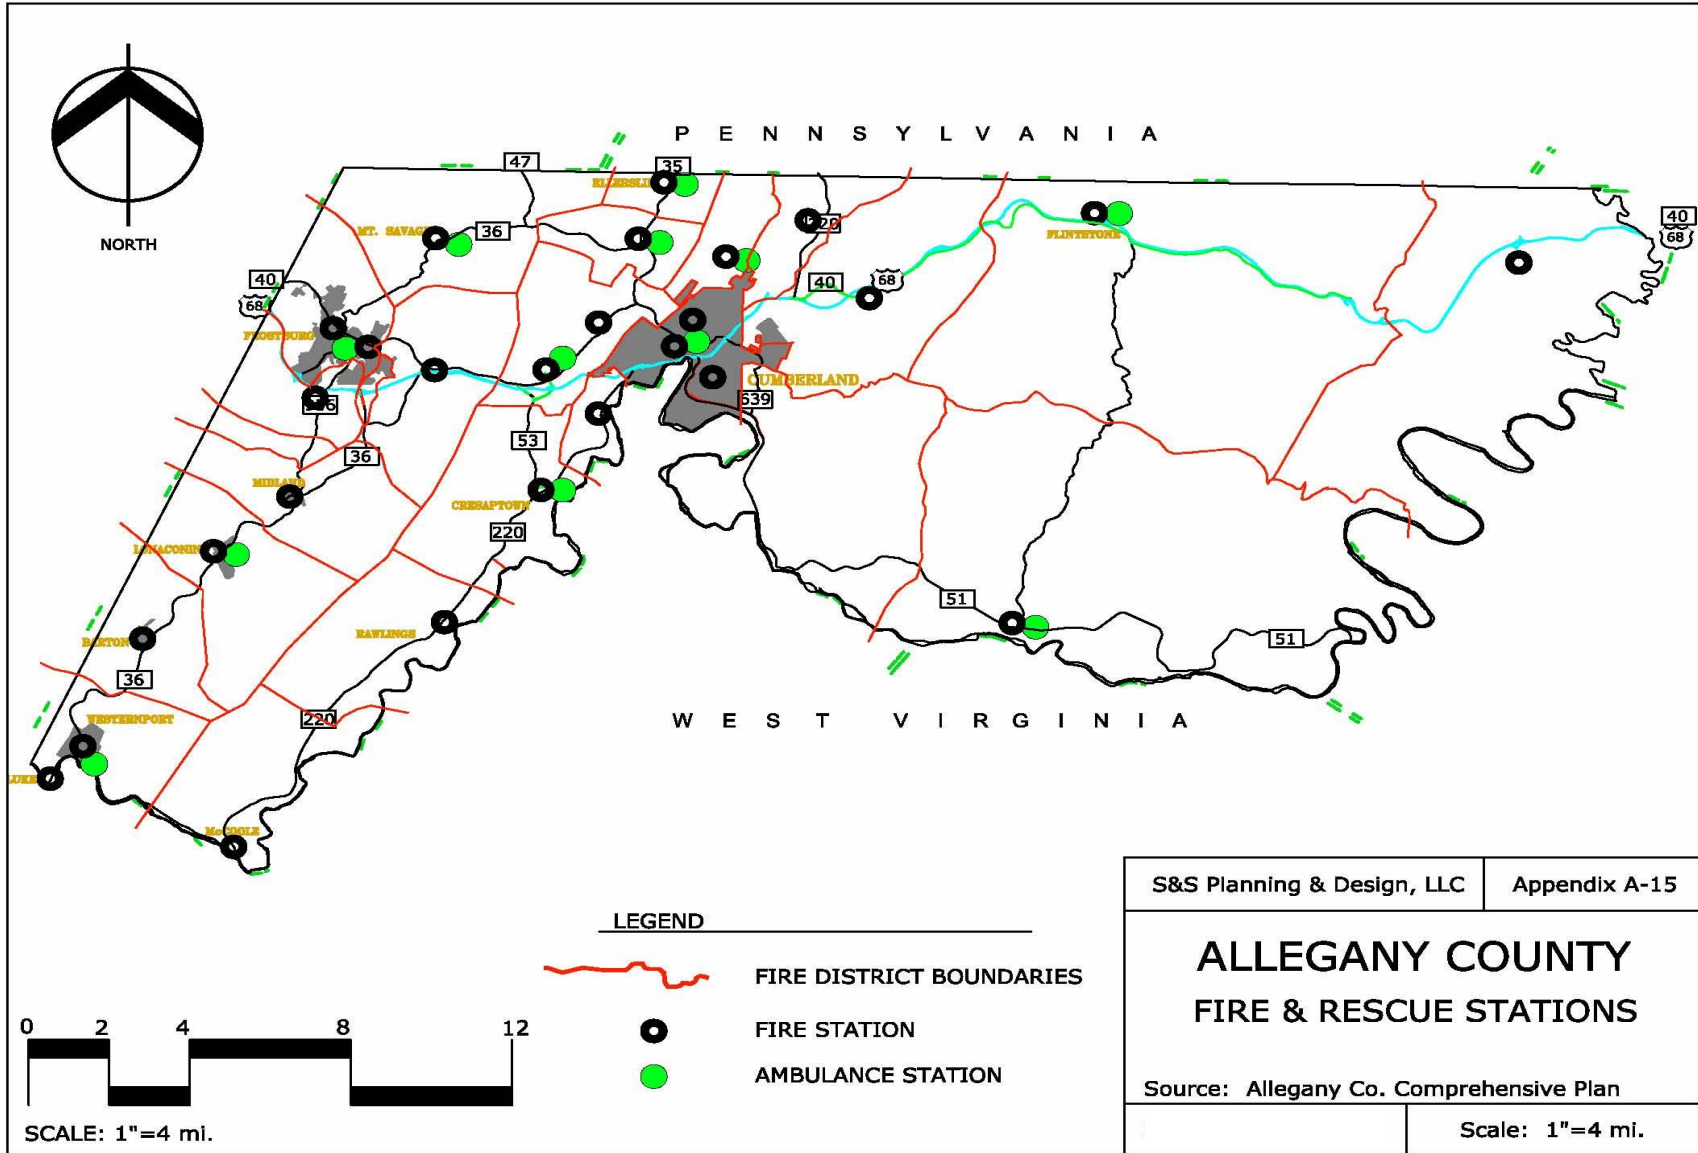 PENNSYLVANIA
47
35
ELLERSLIE
NORTH
MT. SAVAGE
36
220
FLINTSTONE
40
68
40
68
40
68
FROSTBURG
CUMBERLAND
639
36
53
MIDLAND
CRESAPTOWN
220
LONACONING
51
51
BARTON
RAWLINGS
36
WESTERNPORT
220
WEST VIRGINIA
LUKE
McCOOLE
LEGEND
FIRE DISTRICT BOUNDARIES
FIRE STATION
AMBULANCE STATION
0 2 4 8 12
SCALE: 1"=4 mi.
S&S Planning & Design, LLC
Appendix A-15
ALLEGANY COUNTY
FIRE & RESCUE STATIONS
Source: Allegany Co. Comprehensive Plan
Scale: 1"=4 mi.